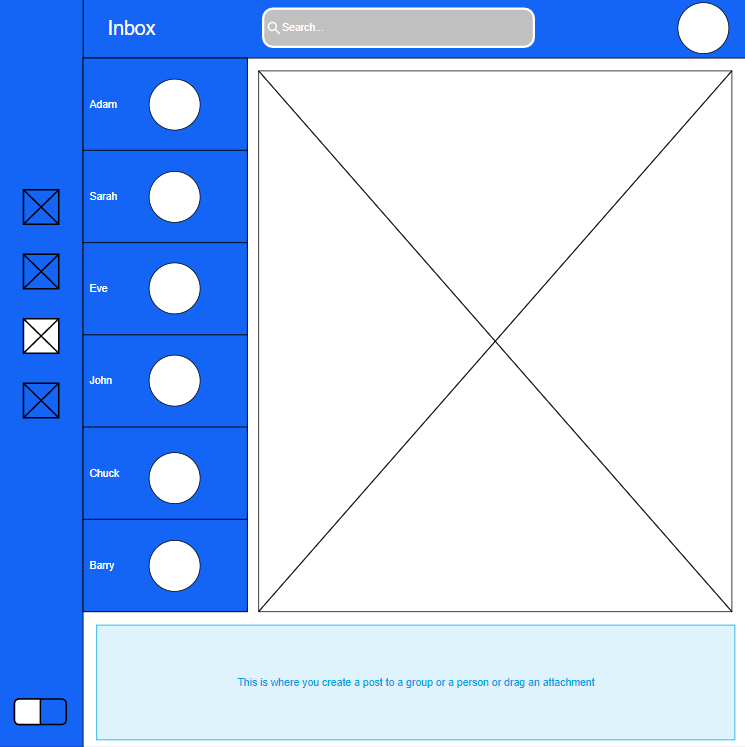 Inbox
Search...
Adam
Sarah
Eve
John
Chuck
Barry
This is where you create a post to a group or a person or drag an attachment